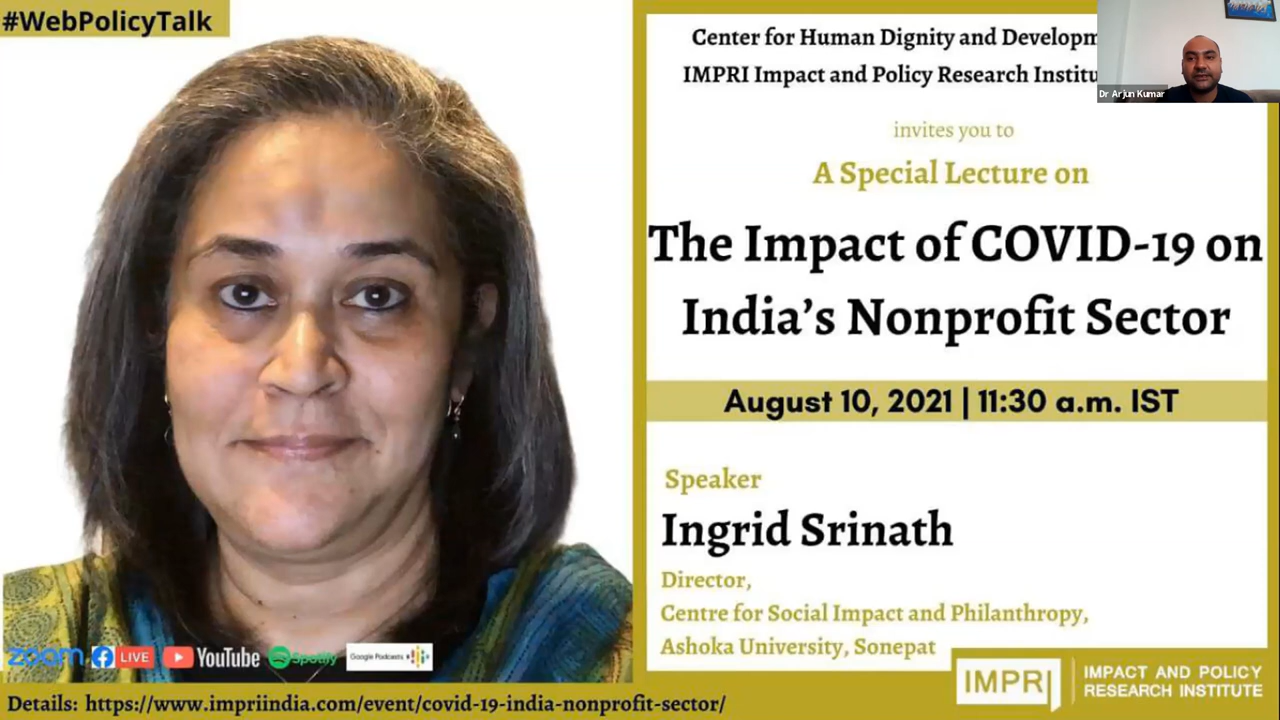 #WebPolicyTalk
Center for Human Dignity and
IMPRI Impact and Policy Research
Dr Arjun Kumar
invites you to
A Special Lecture on
The Impact of COVID-19 on
India’s Nonprofit Sector
August 10, 2021 | 11:30 a.m. IST
Speaker
Ingrid Srinath
Director,
Centre for Social Impact and Philanthropy,
Ashoka University, Sonepat
zoom LIVE YouTube Spotify Google Podcasts
IMPRI IMPACT AND POLICY
RESEARCH INSTITUTE
Details: https://www.impriindia.com/event/covid-19-india-nonprofit-sector/